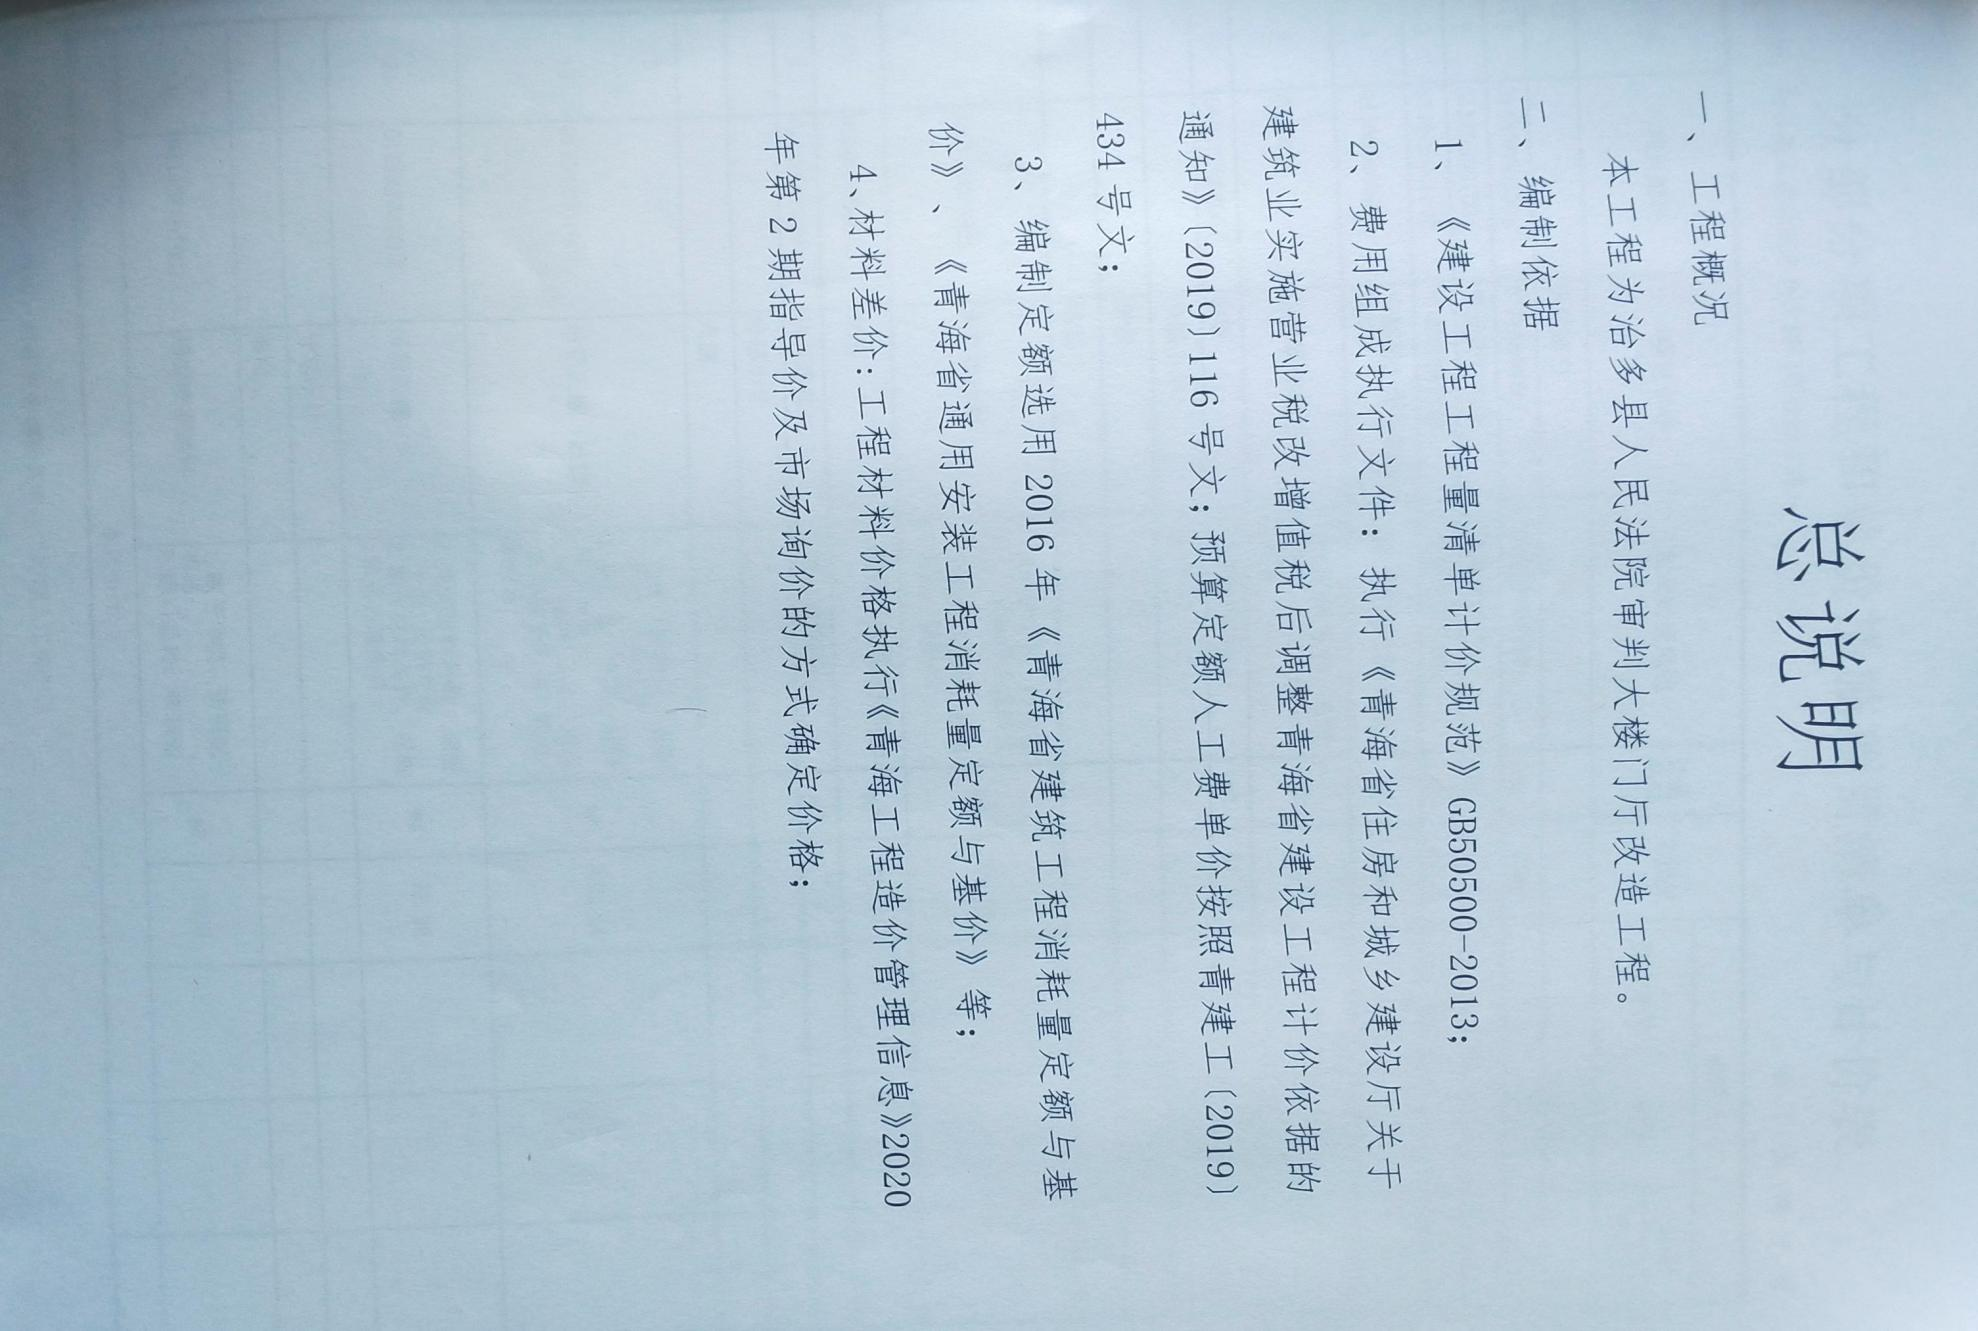 总说明
一、工程概况
本工程为治多县人民法院审判大楼门厅改造工程。
二、编制依据
1、《建设工程工程量清单计价规范》GB50500-2013；
2、费用组成执行文件：执行《青海省住房和城乡建设厅关于
建筑业实施营业税改增值税后调整青海省建设工程计价依据的
通知》〔2019〕116号文；预算定额人工费单价按照青建工〔2019〕
434号文；
3、编制定额选用2016年《青海省建筑工程消耗量定额与基
价》、《青海省通用安装工程消耗量定额与基价》等；
4、材料差价：工程材料价格执行《青海工程造价管理信息》2020
年第2期指导价及市场询价的方式确定价格；